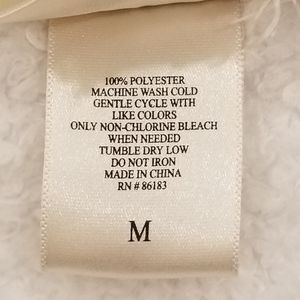 100% POLYESTER
MACHINE WASH COLD
GENTLE CYCLE WITH
LIKE COLORS
ONLY NON-CHLORINE BLEACH
WHEN NEEDED
TUMBLE DRY LOW
DO NOT IRON
MADE IN CHINA
RN # 86183
M